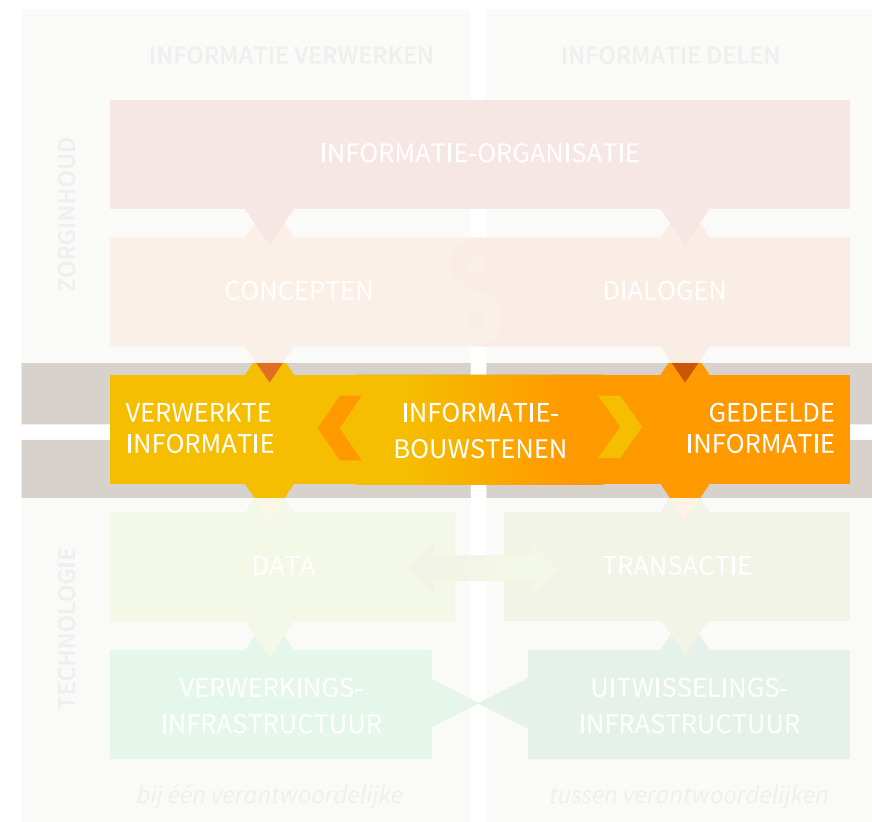 INFORMATIE VERWERKEN
INFORMATIE DELEN
ZORGINHOUD
INFORMATIE-ORGANISATIE
CONCEPTEN
DIALOGEN
VERWERKTE
INFORMATIE
INFORMATIE-
BOUWSTENEN
GEDEELDE
INFORMATIE
TECHNOLOGIE
DATA
TRANSACTIE
VERWERKINGS-
INFRASTRUCTUUR
UITWISSELINGS-
INFRASTRUCTUUR
bij één verantwoordelijke
tussen verantwoordelijken